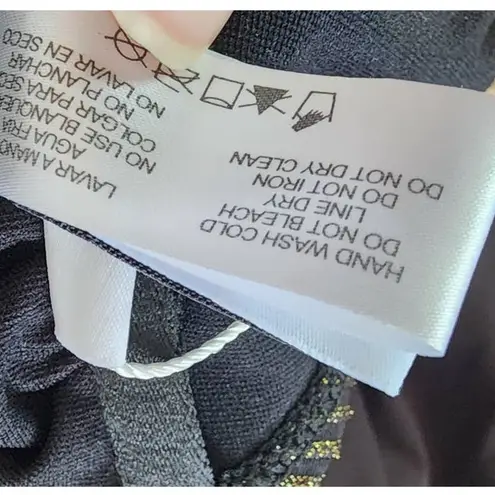 HAND WASH COLD
DO NOT BLEACH
LINE DRY
DO NOT IRON
DO NOT DRY CLEAN
LAVAR A MANO
AGUA FRIA
NO USE BLANQUE
COLGAR PARA SEC
NO PLANCHAR
NO LAVAR EN SECO